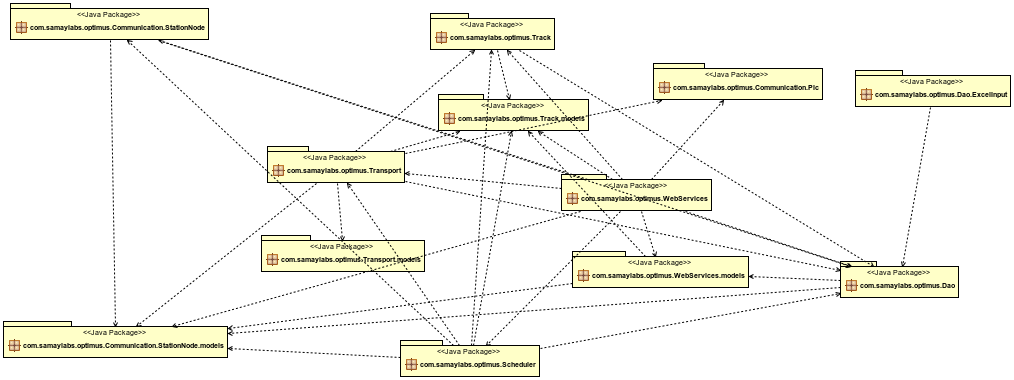 <<Java Package>>
com.samaylabs.optimus.Communication.StationNode
<<Java Package>>
com.samaylabs.optimus.Track
<<Java Package>>
com.samaylabs.optimus.Communication.Plc
<<Java Package>>
com.samaylabs.optimus.Dao.ExcelInput
<<Java Package>>
com.samaylabs.optimus.Track.models
<<Java Package>>
com.samaylabs.optimus.Transport
<<Java Package>>
com.samaylabs.optimus.WebServices
<<Java Package>>
com.samaylabs.optimus.Transport.models
<<Java Package>>
com.samaylabs.optimus.WebServices.models
<<Java Package>>
com.samaylabs.optimus.Dao
<<Java Package>>
com.samaylabs.optimus.Communication.StationNode.models
<<Java Package>>
com.samaylabs.optimus.Scheduler